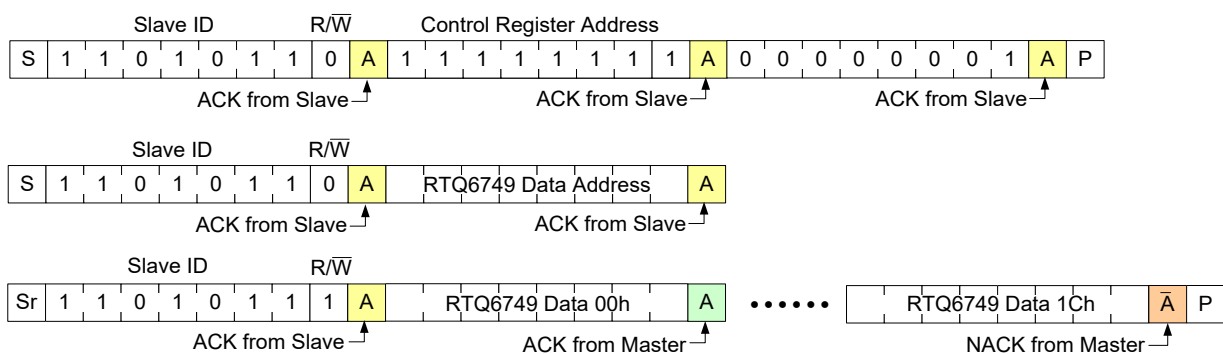 Slave ID R/W̅ Control Register Address
S 1 1 0 1 0 1 1 0 A 1 1 1 1 1 1 1 1 A 0 0 0 0 0 0 0 1 A P
ACK from Slave ACK from Slave ACK from Slave
Slave ID R/W̅
S 1 1 0 1 0 1 1 0 A RTQ6749 Data Address A
ACK from Slave ACK from Slave
Slave ID R/W̅
Sr 1 1 0 1 0 1 1 1 A RTQ6749 Data 00h A •••••• RTQ6749 Data 1Ch A̅ P
ACK from Slave ACK from Master NACK from Master